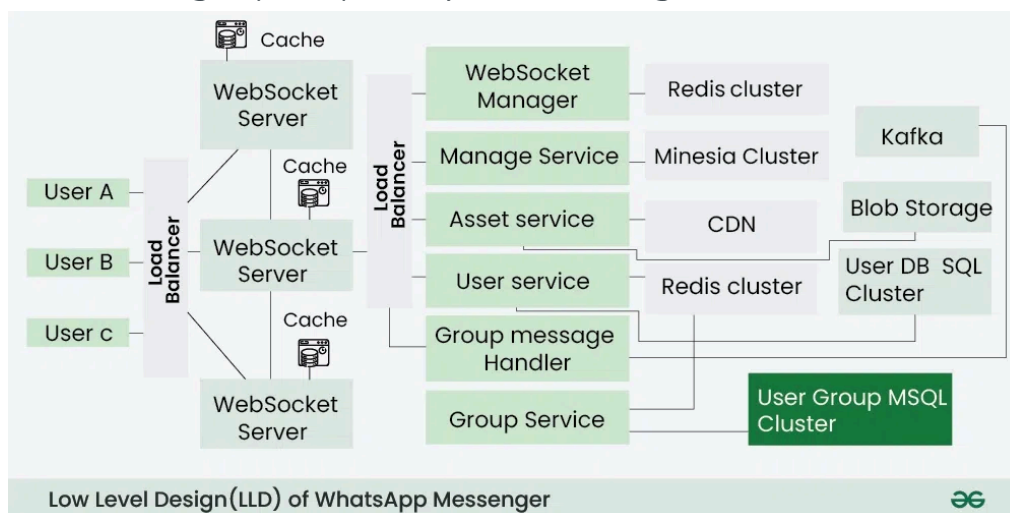 Cache
WebSocket
Server
Cache
WebSocket
Server
Cache
WebSocket
Server
User A
User B
User c
Load
Balancer
Load
Balancer
WebSocket
Manager
Redis cluster
Manage Service
Minesia Cluster
Asset service
CDN
User service
Redis cluster
Group message
Handler
Group Service
Kafka
Blob Storage
User DB SQL
Cluster
User Group MSQL
Cluster
Low Level Design(LLD) of WhatsApp Messenger